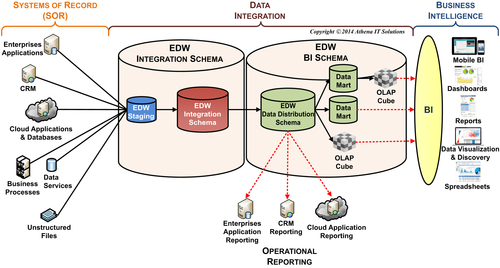 SYSTEMS OF RECORD
(SOR)
DATA
INTEGRATION
BUSINESS
INTELLIGENCE
Copyright © 2014 Athena IT Solutions
Enterprises
Applications
CRM
Cloud Applications
& Databases
Business
Processes
Data
Services
Unstructured
Files
EDW
INTEGRATION SCHEMA
EDW
Staging
EDW
Integration
Schema
EDW
BI SCHEMA
EDW
Data Distribution
Schema
Data
Mart
Data
Mart
OLAP
Cube
OLAP
Cube
BI
Mobile BI
Dashboards
Reports
Data Visualization
& Discovery
Spreadsheets
Enterprises
Application
Reporting
CRM
Reporting
Cloud Application
Reporting
OPERATIONAL
REPORTING